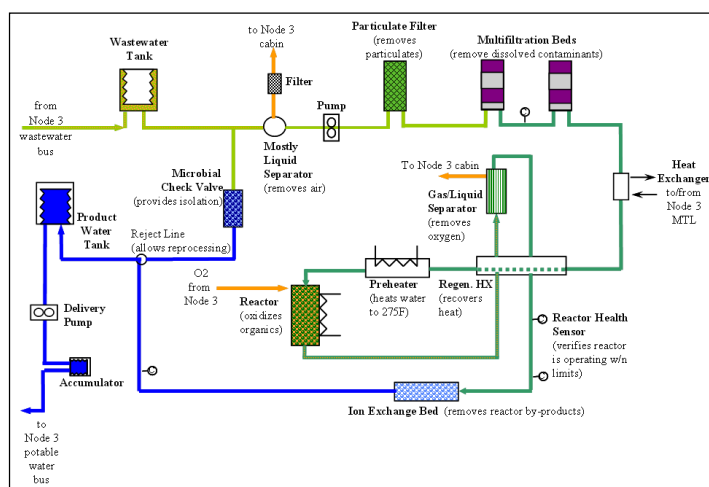 Wastewater
Tank
to Node 3
cabin
Filter
Particulate Filter
(removes
particulates)
Multifiltration Beds
(remove dissolved contaminants)
from
Node 3
wastewater
bus
Pump
Mostly
Liquid
Separator
(removes air)
Microbial
Check Valve
(provides isolation)
To Node 3 cabin
Gas/Liquid
Separator
(removes
oxygen)
Heat
Exchanger
to/from
Node 3
MTL
Product
Water
Tank
Reject Line
(allows reprocessing)
O2
from
Node 3
Reactor
(oxidizes
organics)
Preheater
(heats water
to 275F)
Regen. HX
(recovers
heat)
Delivery
Pump
Reactor Health
Sensor
(verifies reactor
is operating w/n
limits)
Accumulator
Ion Exchange Bed (removes reactor by-products)
to
Node 3
potable
water
bus